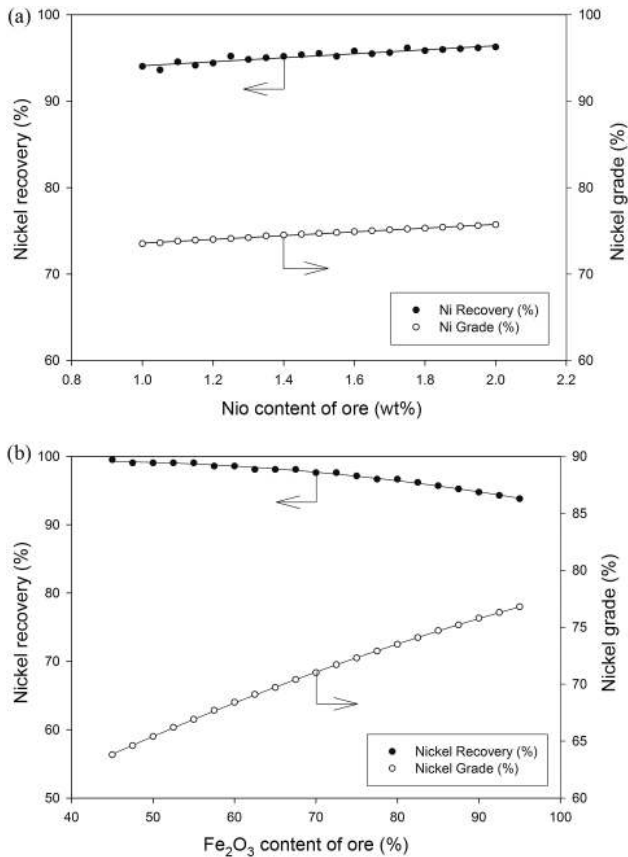 (a)
100
100
90
90
80
80
70
70
60
60
Nickel recovery (%)
Nickel grade (%)
Ni Recovery (%)
Ni Grade (%)
0.8 1.0 1.2 1.4 1.6 1.8 2.0 2.2
Nio content of ore (wt%)
(b)
100
90
90
85
80
80
75
70
70
60
65
50
60
Nickel recovery (%)
Nickel grade (%)
Nickel Recovery (%)
Nickel Grade (%)
40 50 60 70 80 90 100
Fe₂O₃ content of ore (%)